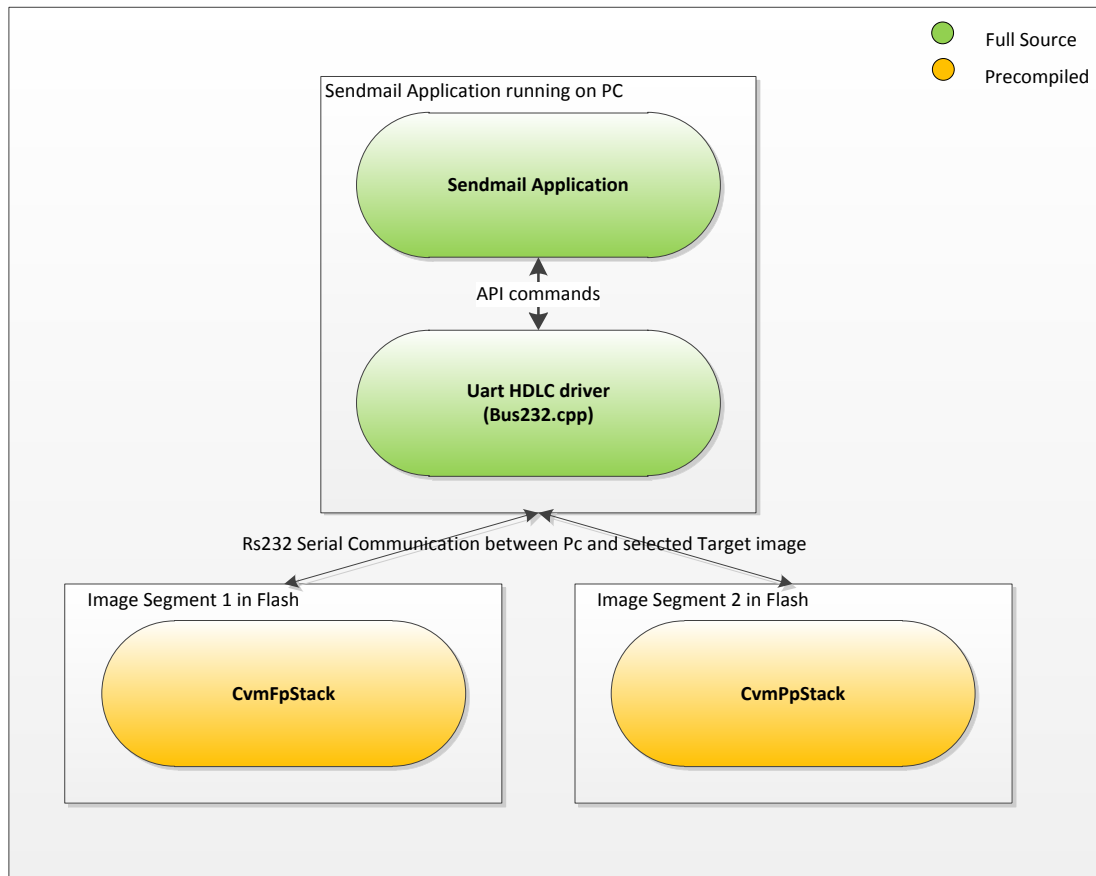 Full Source
Precompiled
Sendmail Application running on PC
Sendmail Application
API commands
Uart HDLC driver
(Bus232.cpp)
Rs232 Serial Communication between Pc and selected Target image
Image Segment 1 in Flash
CvmFpStack
Image Segment 2 in Flash
CvmPpStack